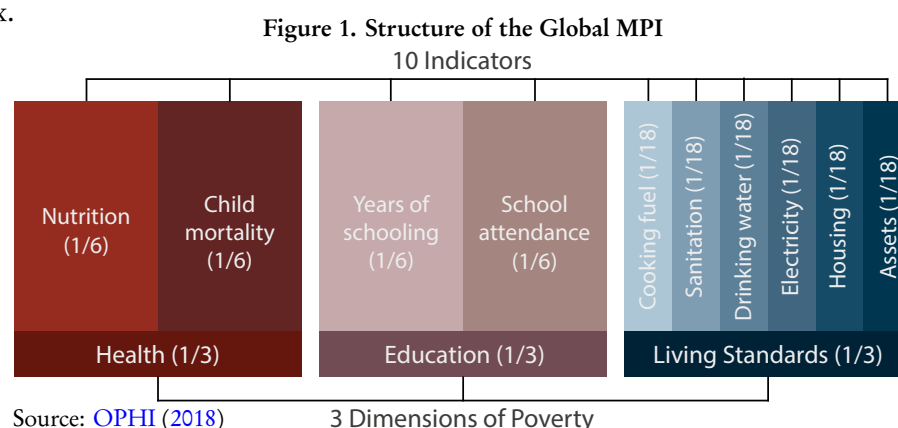 x.
Figure 1. Structure of the Global MPI
10 Indicators
Nutrition
(1/6)
Child
mortality
(1/6)
Years of
schooling
(1/6)
School
attendance
(1/6)
Cooking fuel (1/18)
Sanitation (1/18)
Drinking water (1/18)
Electricity (1/18)
Housing (1/18)
Assets (1/18)
Health (1/3)
Education (1/3)
Living Standards (1/3)
3 Dimensions of Poverty
Source: OPHI (2018)